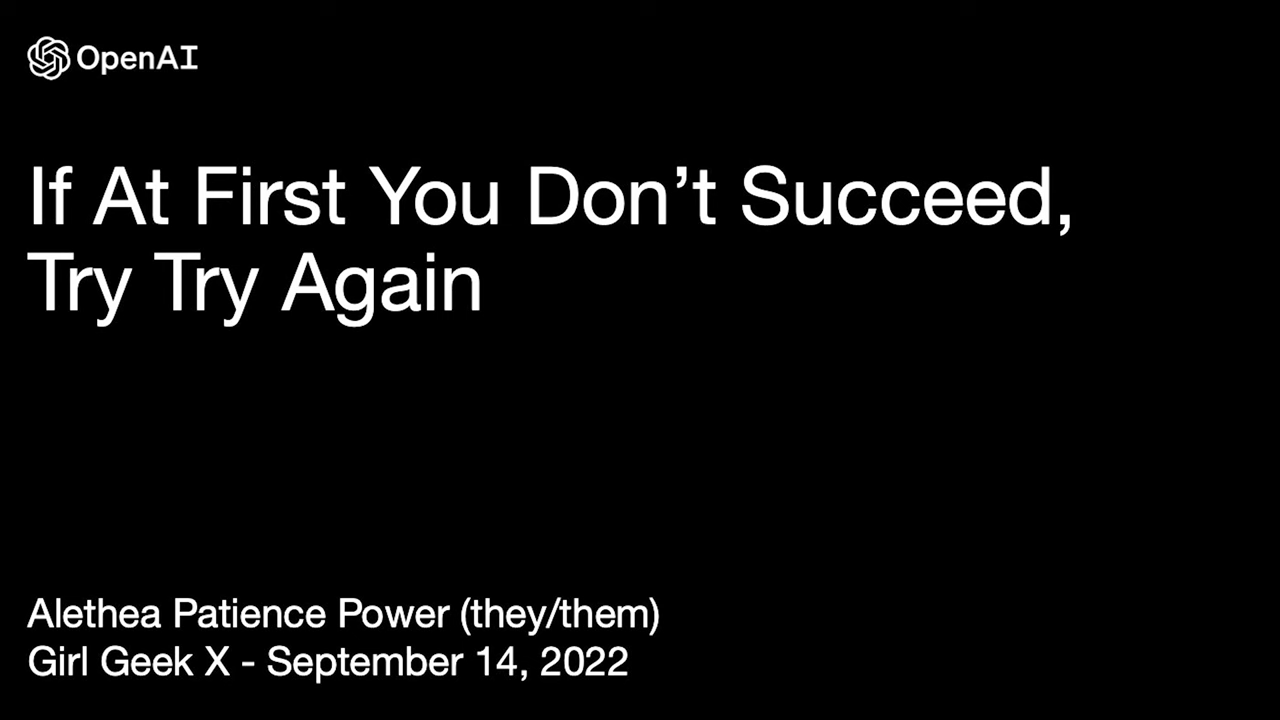 OpenAI
If At First You Don’t Succeed,
Try Try Again
Alethea Patience Power (they/them)
Girl Geek X - September 14, 2022